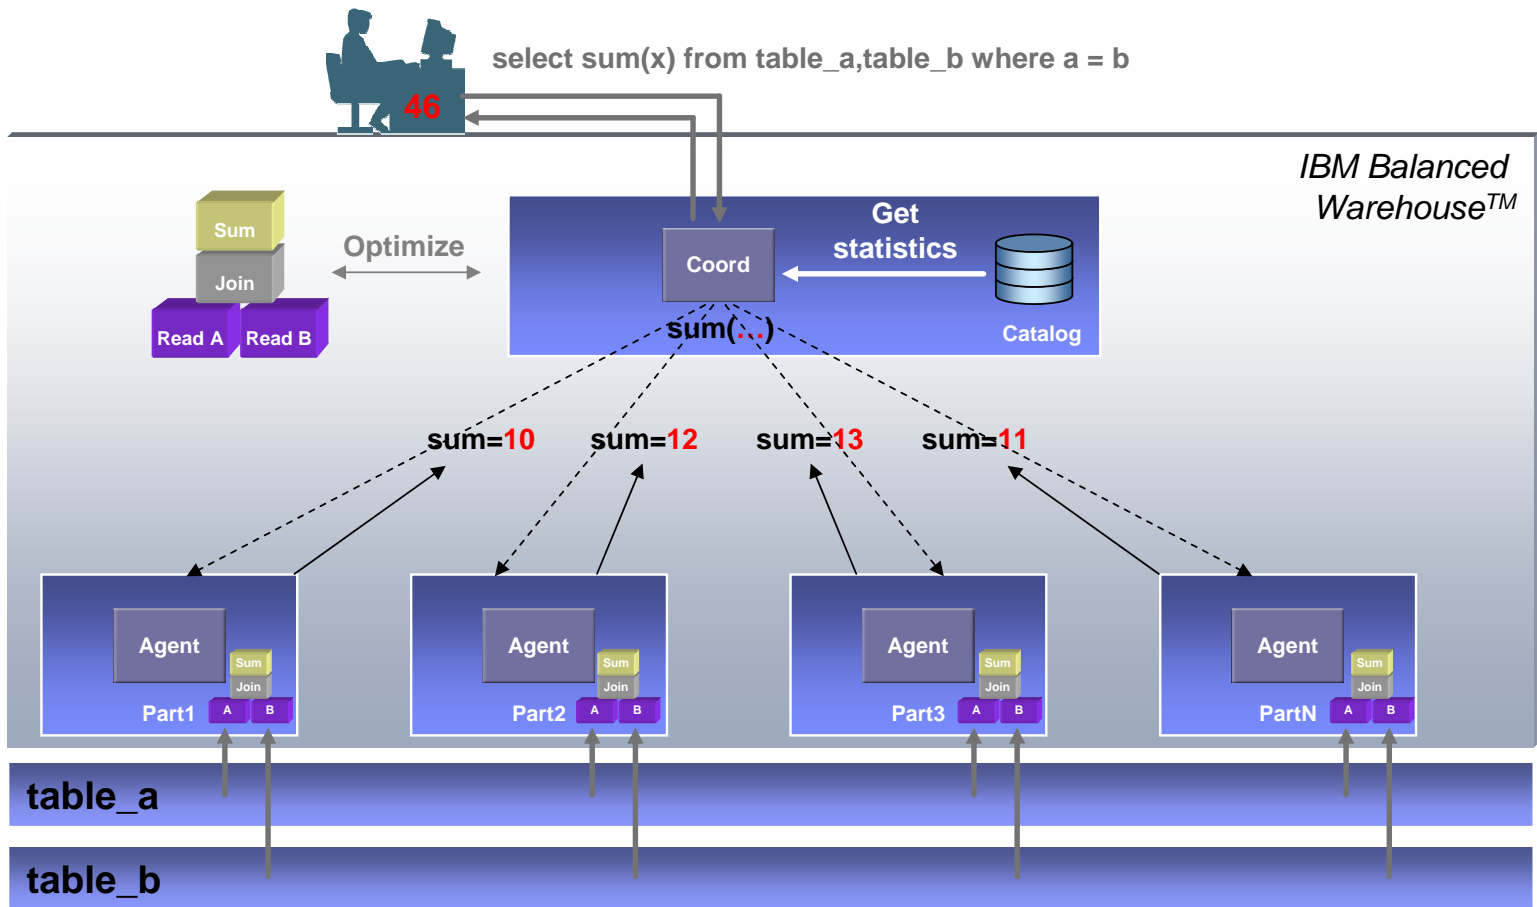 select sum(x) from table_a,table_b where a = b
46
IBM Balanced
Warehouse™
Sum
Join
Read A
Read B
Optimize
Coord
Get
statistics
Catalog
sum(...)
sum=10
sum=12
sum=13
sum=11
Agent
Sum
Join
Part1
A
B
Agent
Sum
Join
Part2
A
B
Agent
Sum
Join
Part3
A
B
Agent
Sum
Join
PartN
A
B
table_a
table_b